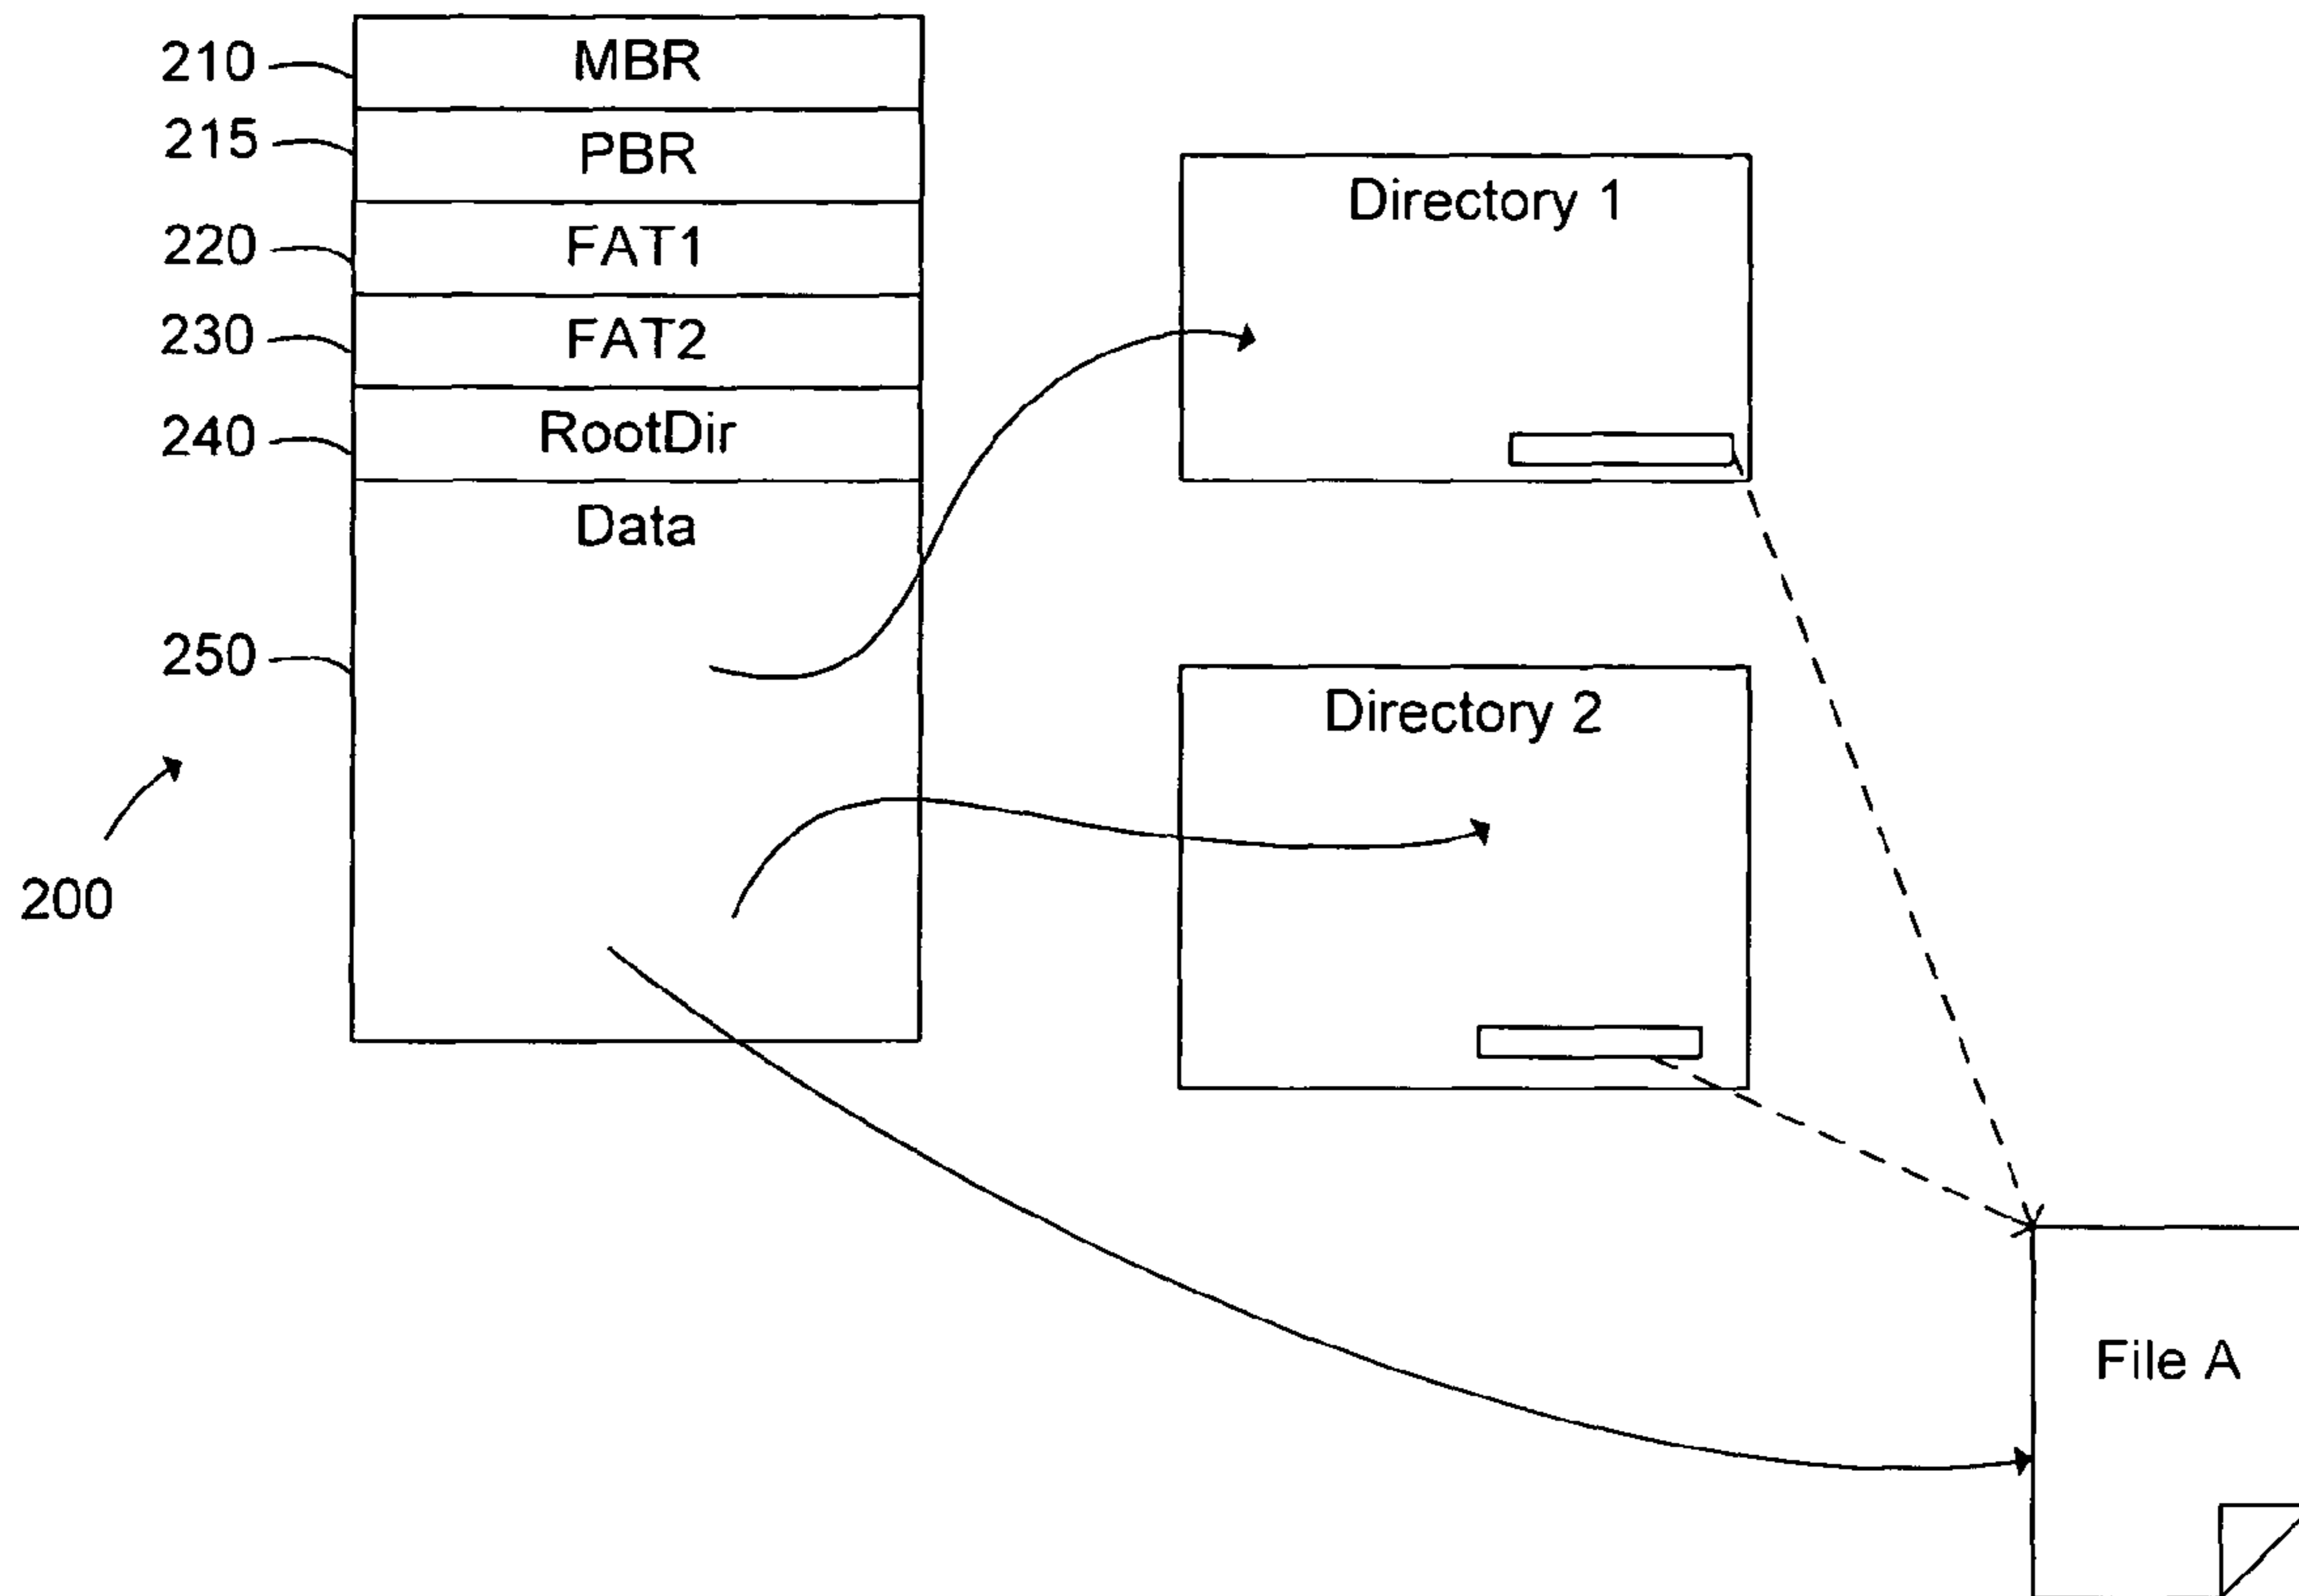 210
MBR
215
PBR
220
FAT1
230
FAT2
240
RootDir
Data
250
200
Directory 1
Directory 2
File A